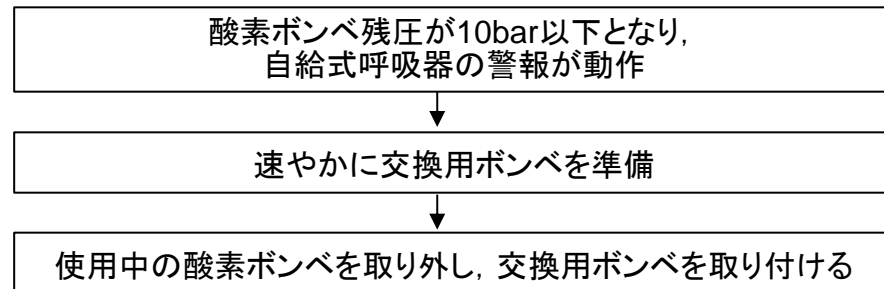 酸素ボンベ残圧が10bar以下となり,
自給式呼吸器の警報が動作
速やかに交換用ボンベを準備
使用中の酸素ボンベを取り外し, 交換用ボンベを取り付ける